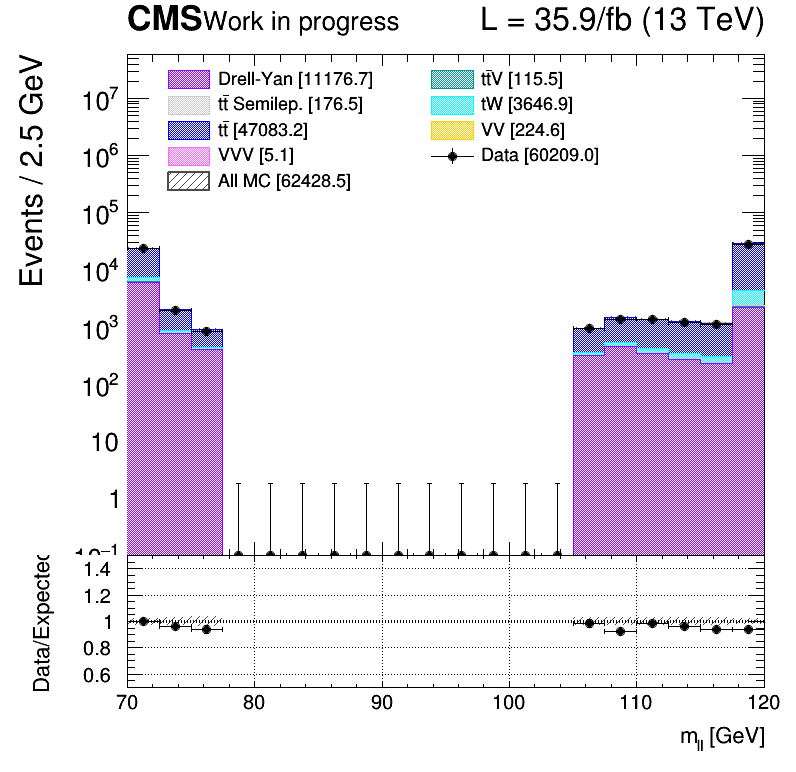 CMS Work in progress L = 35.9/fb (13 TeV)
Events / 2.5 GeV
Drell-Yan [11176.7]
tt̄ Semilep. [176.5]
tt̄ [47083.2]
VVV [5.1]
All MC [62428.5]
tt̄V [115.5]
tW [3646.9]
VV [224.6]
Data [60209.0]
10⁷
10⁶
10⁵
10⁴
10³
10²
10
1
10⁻¹
Data/Expected
1.4
1.2
1
0.8
0.6
70 80 90 100 110 120
m_ll [GeV]